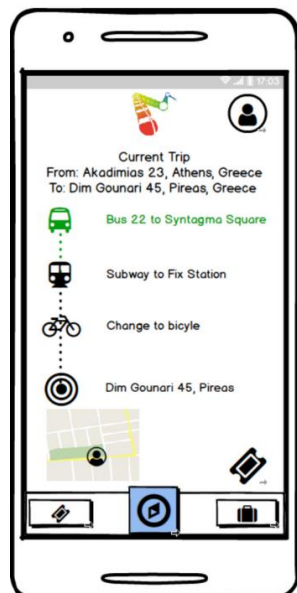 17:03
Current Trip
From: Akadimias 23, Athens, Greece
To: Dim Gounari 45, Pireas, Greece
Bus 22 to Syntagma Square
Subway to Fix Station
Change to bicyle
Dim Gounari 45, Pireas